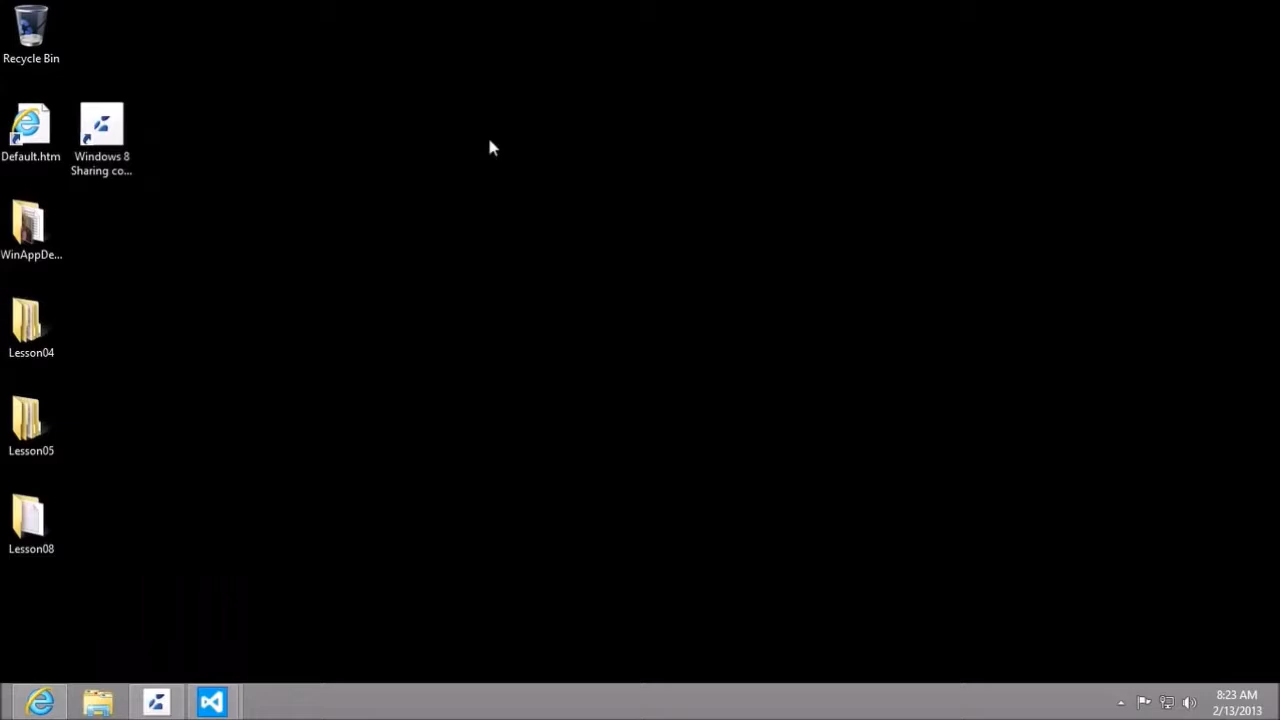 Recycle Bin
Default.htm
Windows 8
Sharing co...
WinAppDe...
Lesson04
Lesson05
Lesson08
8:23 AM
2/13/2013